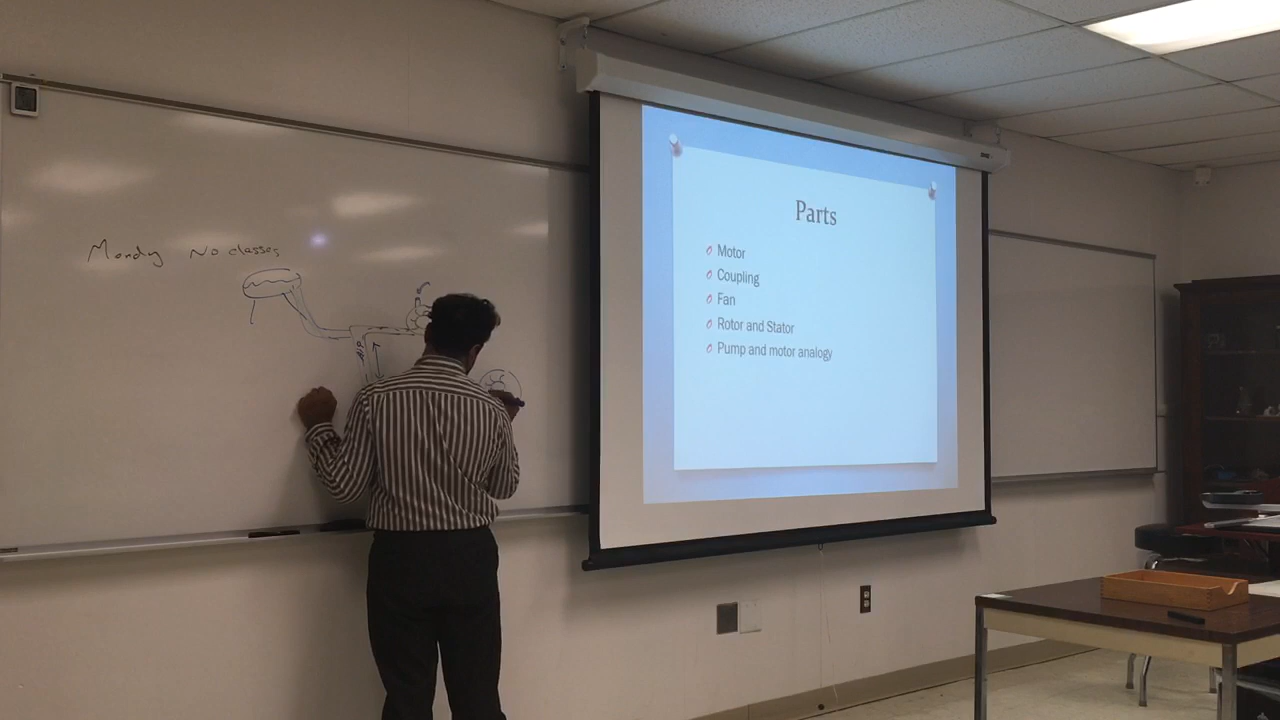 Mondy No classes
Parts
Motor
Coupling
Fan
Rotor and Stator
Pump and motor analogy